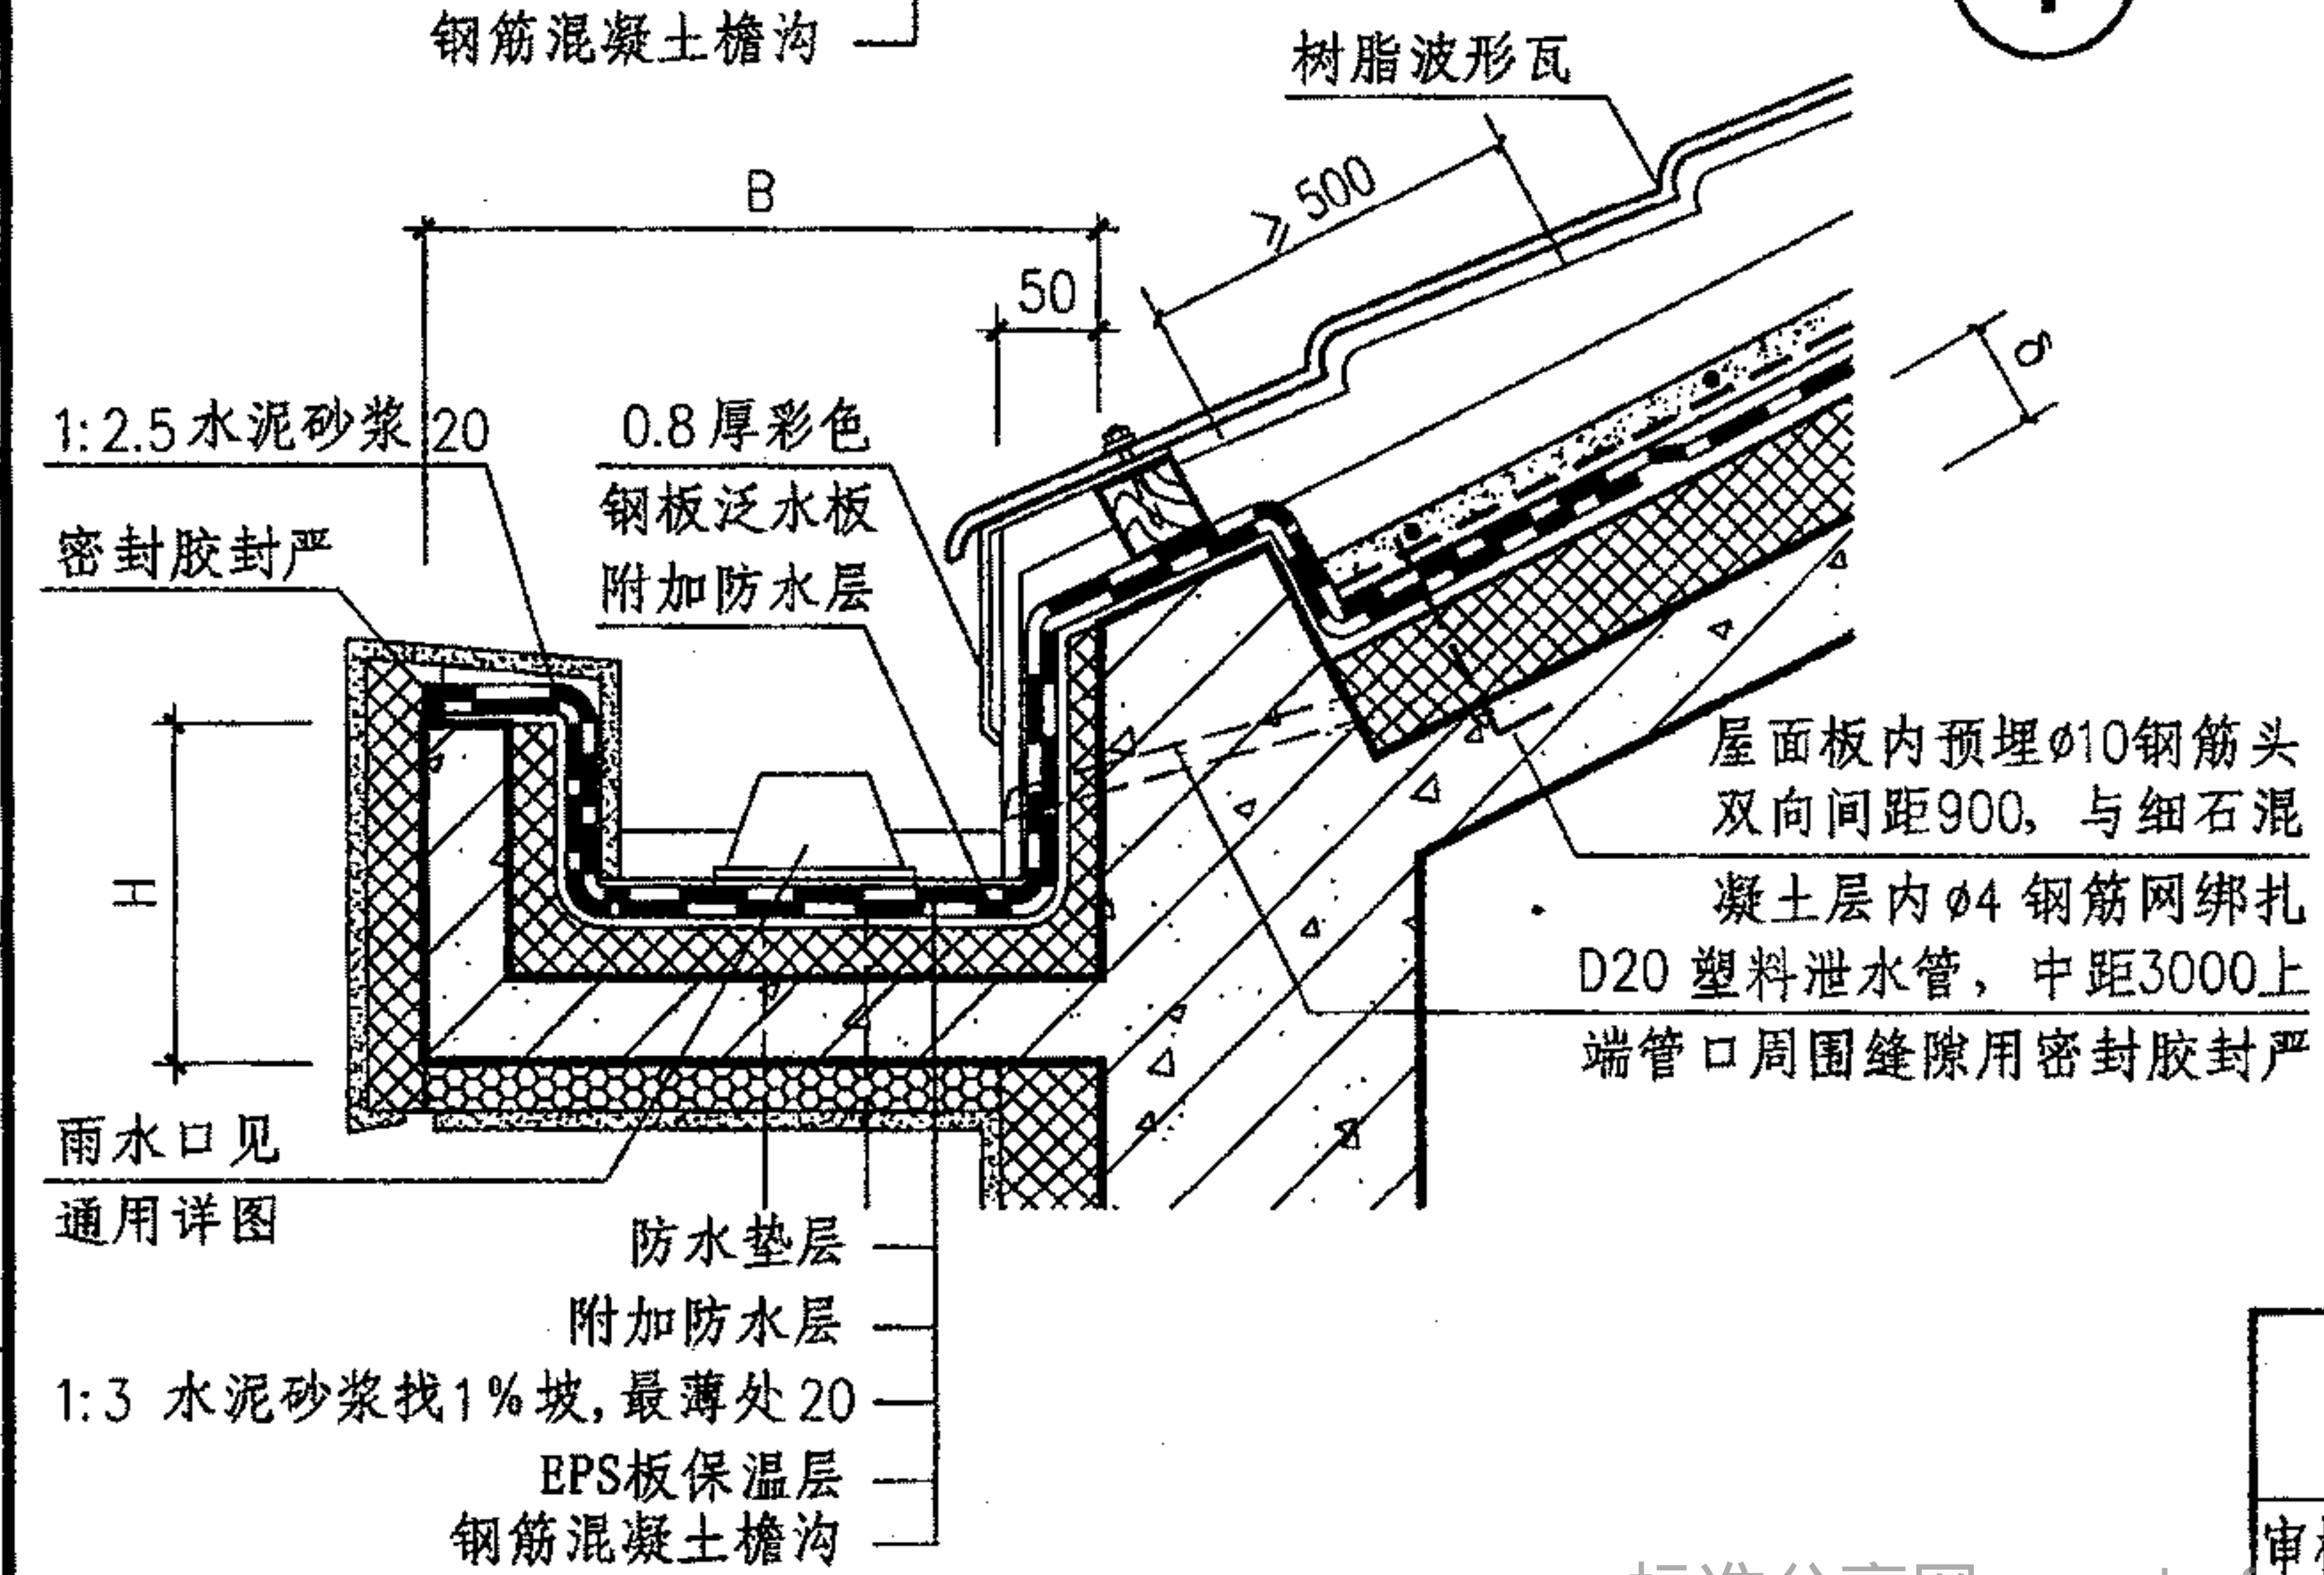 钢筋混凝土檐沟
树脂波形瓦
B
≥500
50
δ
1:2.5水泥砂浆20
0.8厚彩色
钢板泛水板
密封胶封严
附加防水层
H
屋面板内预埋ø10钢筋头
双向间距900，与细石混
凝土层内ø4钢筋网绑扎
D20塑料泄水管，中距3000上
端管口周围缝隙用密封胶封严
雨水口见
通用详图
防水垫层
附加防水层
1:3 水泥砂浆找1%坡，最薄处20
EPS板保温层
钢筋混凝土檐沟
审